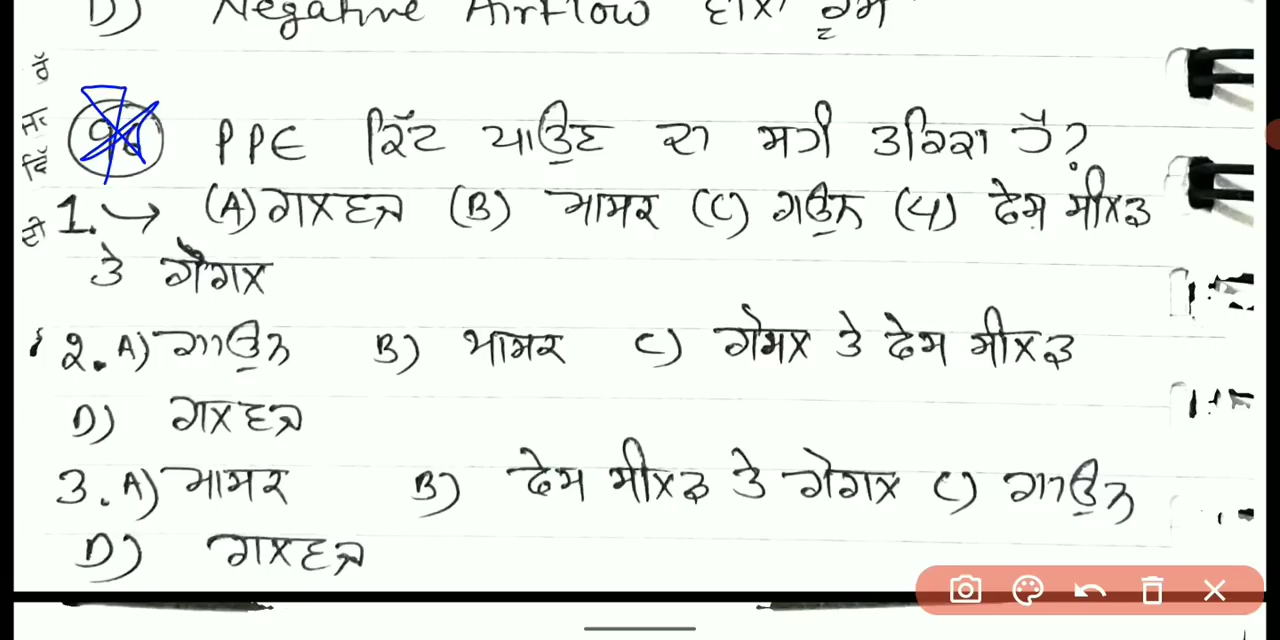 D) Negative Airflow ਵਾਲਾ ਰੂਮ
PPE ਕਿੱਟ ਪਾਉਣ ਦਾ ਸਹੀ ਤਰਿਕਾ ਹੈ?
1. → (A) ਗਲਵਜ (B) ਮਾਸਕ (C) ਗਾਊਨ (4) ਫੇਸ ਸੀਲਡ
ਤੇ ਗੋਗਲ
2. A) ਗਾਊਨ B) ਮਾਸਕ C) ਗੋਗਲ ਤੇ ਫੇਸ ਸੀਲਡ
D) ਗਲਵਜ
3. A) ਮਾਸਕ B) ਫੇਸ ਸੀਲਡ ਤੇ ਗੋਗਲ C) ਗਾਊਨ
D) ਗਲਵਜ